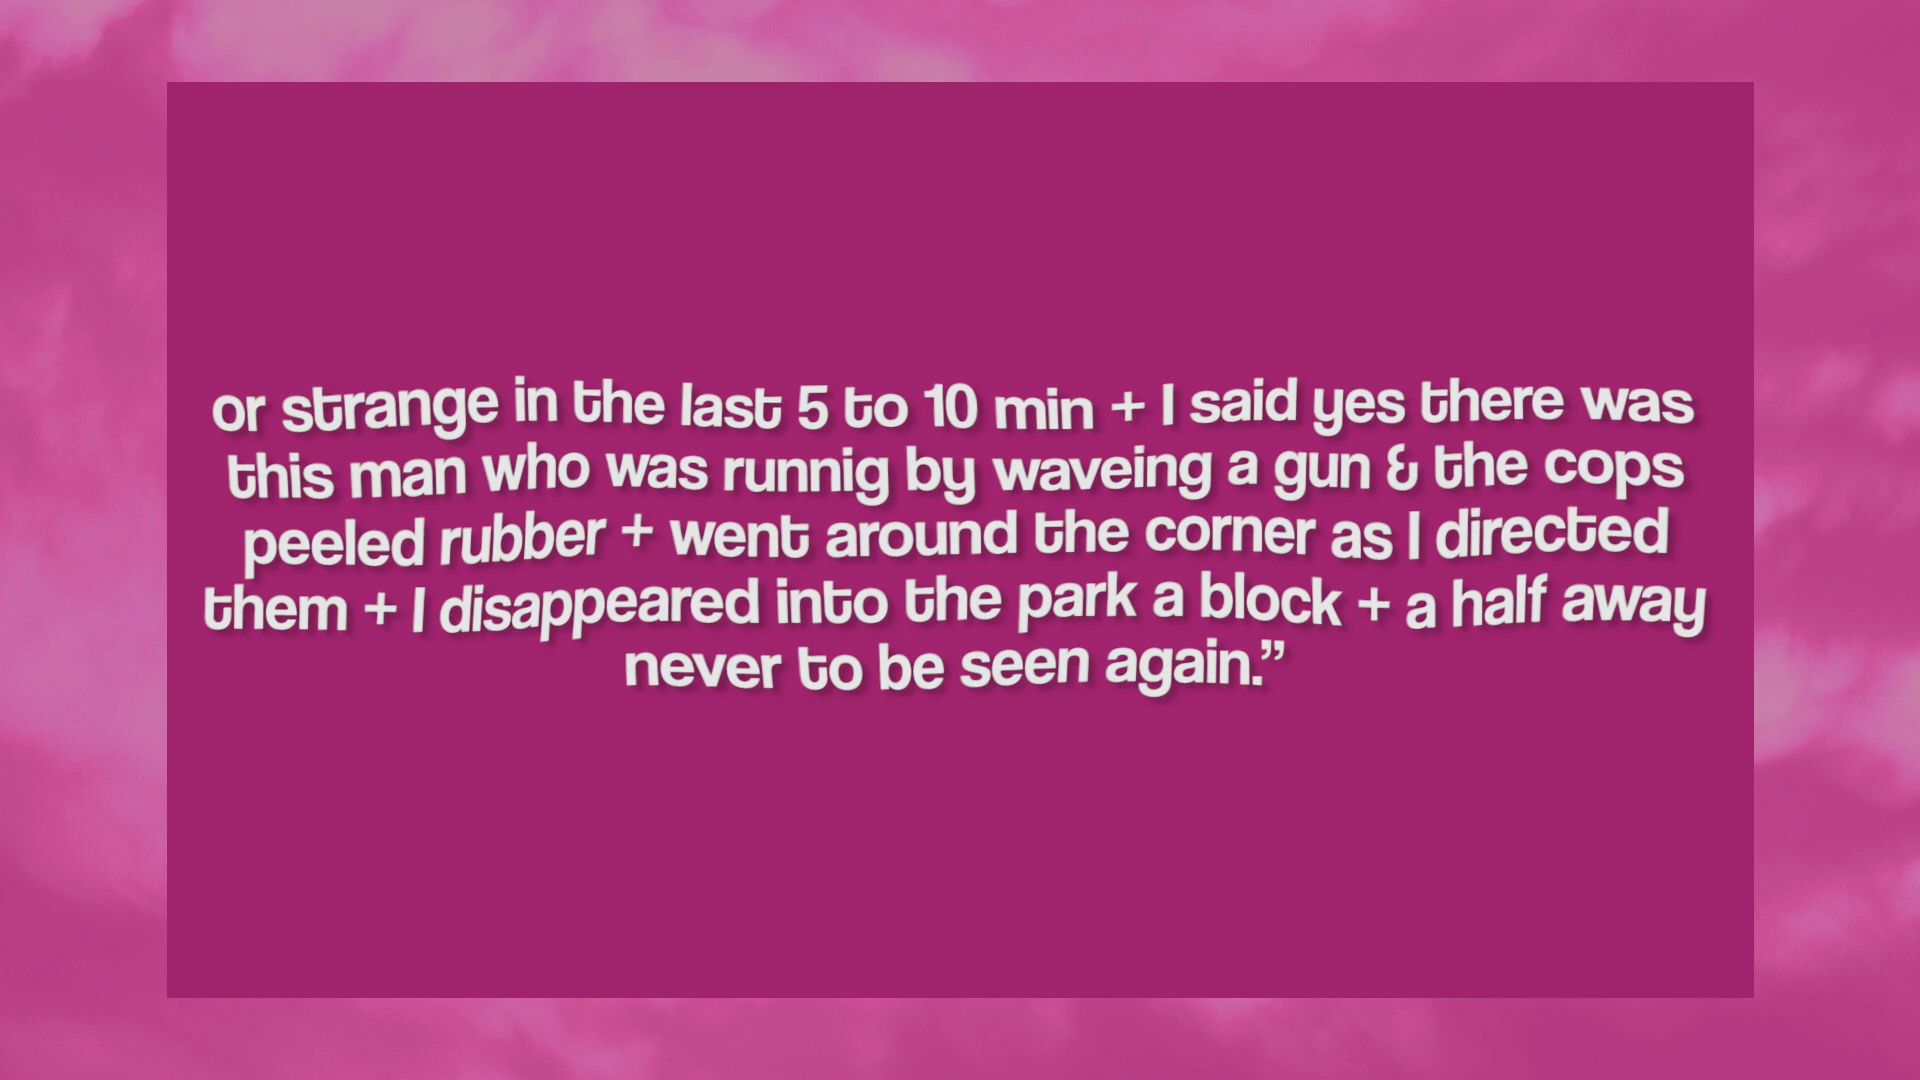 or strange in the last 5 to 10 min + I said yes there was
this man who was runnig by waveing a gun & the cops
peeled rubber + went around the corner as I directed
them + I disappeared into the park a block + a half away
never to be seen again.”